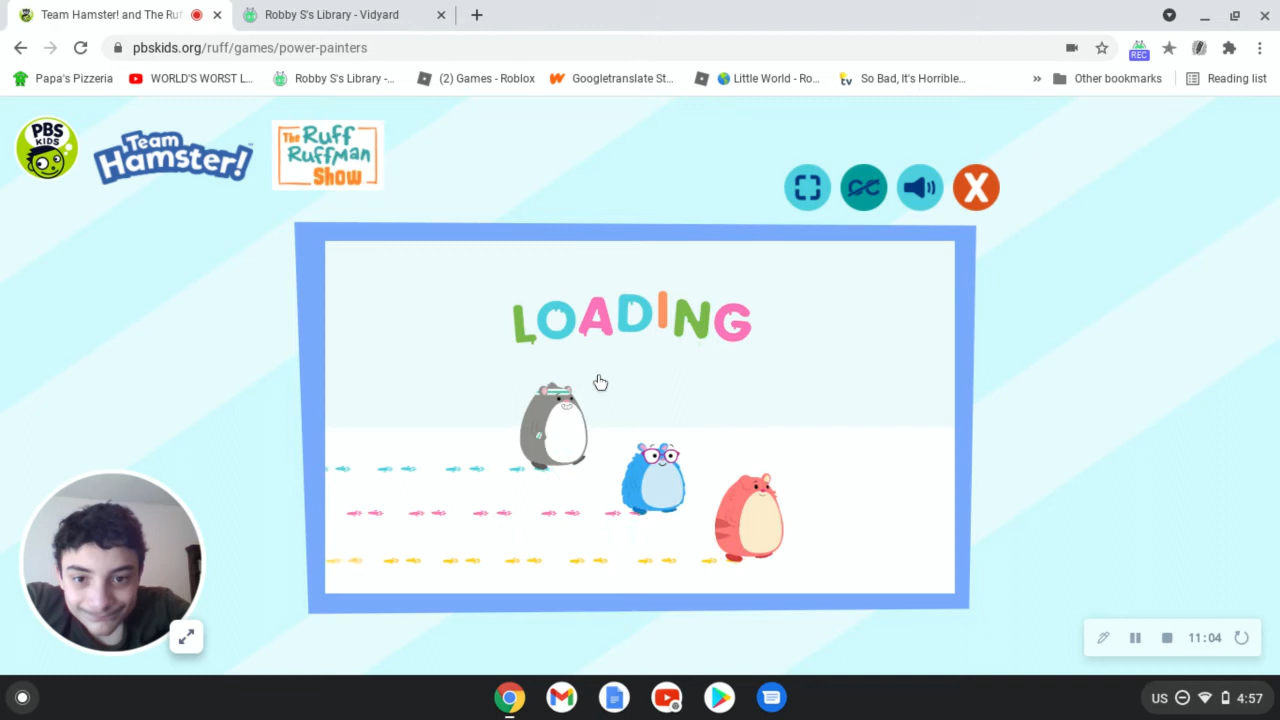 Team Hamster! and The Ruf
Robby S's Library - Vidyard
pbskids.org/ruff/games/power-painters
REC
Papa's Pizzeria
WORLD'S WORST L...
Robby S's Library -...
(2) Games - Roblox
Googletranslate St...
Little World - Ro...
tv
So Bad, It's Horrible...
»
Other bookmarks
Reading list
PBS
KIDS
Team
Hamster!
The Ruff
Ruffman
Show
CC
X
LOADING
11:04
US
4:57